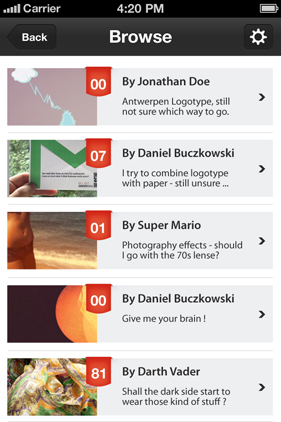 Carrier 4:20 PM
Back Browse
00 By Jonathan Doe
Antwerpen Logotype, still
not sure which way to go.
07 By Daniel Buczkowski
I try to combine logotype
with paper - still unsure ...
01 By Super Mario
Photography effects - should
I go with the 70s lense?
00 By Daniel Buczkowski
Give me your brain !
81 By Darth Vader
Shall the dark side start to
wear those kind of stuff ?